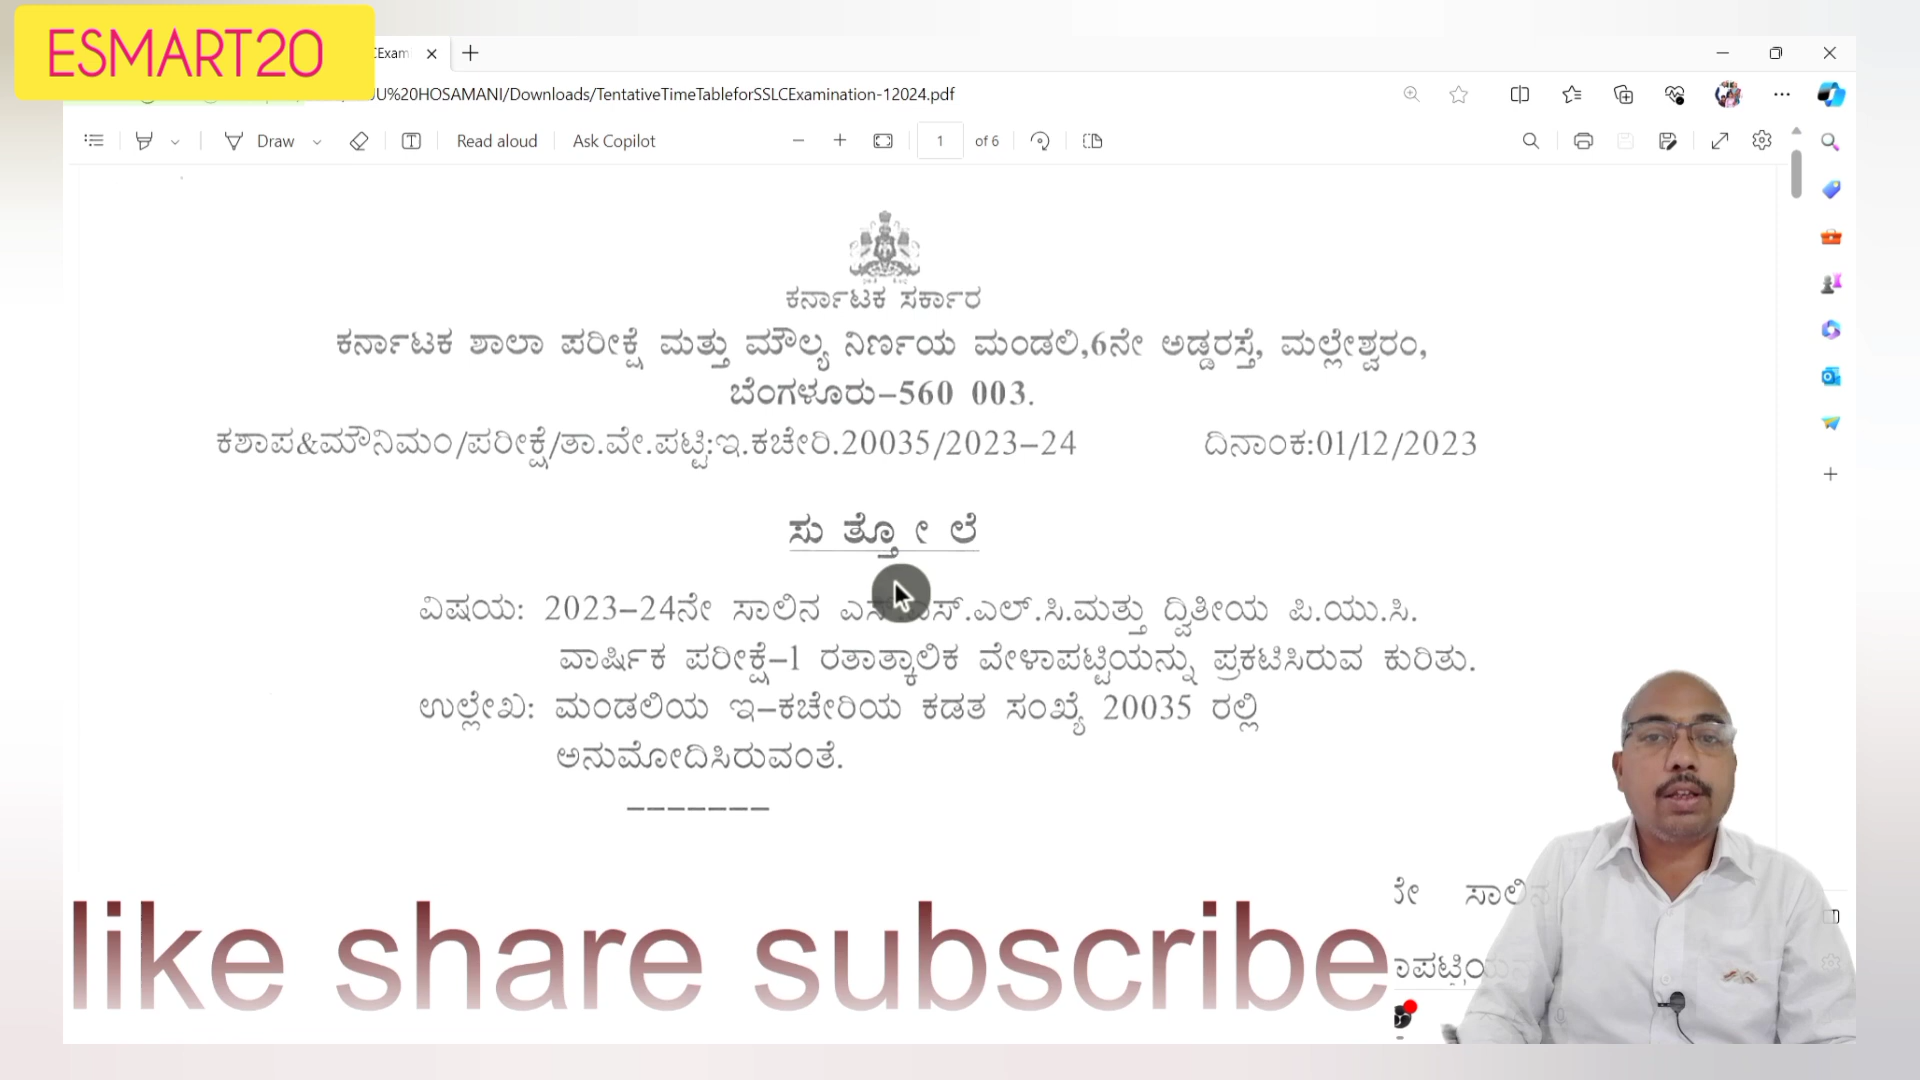 ESMART20
CExam
U%20HOSAMANI/Downloads/TentativeTimeTableforSSLCExamination-12024.pdf
Draw Read aloud Ask Copilot 1 of 6
ಕರ್ನಾಟಕ ಸರ್ಕಾರ
ಕರ್ನಾಟಕ ಶಾಲಾ ಪರೀಕ್ಷೆ ಮತ್ತು ಮೌಲ್ಯ ನಿರ್ಣಯ ಮಂಡಲಿ,6ನೇ ಅಡ್ಡರಸ್ತೆ, ಮಲ್ಲೇಶ್ವರಂ,
ಬೆಂಗಳೂರು–560 003.
ಕಶಾಪ&ಮೌನಿಮಂ/ಪರೀಕ್ಷೆ/ತಾ.ವೇ.ಪಟ್ಟಿ:ಇ.ಕಚೇರಿ.20035/2023–24 ದಿನಾಂಕ:01/12/2023
ಸು ತ್ತೊ ೀ ಲೆ
ವಿಷಯ: 2023–24ನೇ ಸಾಲಿನ ಎಸ್.ಎಸ್.ಎಲ್.ಸಿ.ಮತ್ತು ದ್ವಿತೀಯ ಪಿ.ಯು.ಸಿ.
ವಾರ್ಷಿಕ ಪರೀಕ್ಷೆ–1 ರತಾತ್ಕಾಲಿಕ ವೇಳಾಪಟ್ಟಿಯನ್ನು ಪ್ರಕಟಿಸಿರುವ ಕುರಿತು.
ಉಲ್ಲೇಖ: ಮಂಡಲಿಯ ಇ–ಕಚೇರಿಯ ಕಡತ ಸಂಖ್ಯೆ 20035 ರಲ್ಲಿ
ಅನುಮೋದಿಸಿರುವಂತೆ.
–––––––
ಸಾಲಿನ
like share subscribe